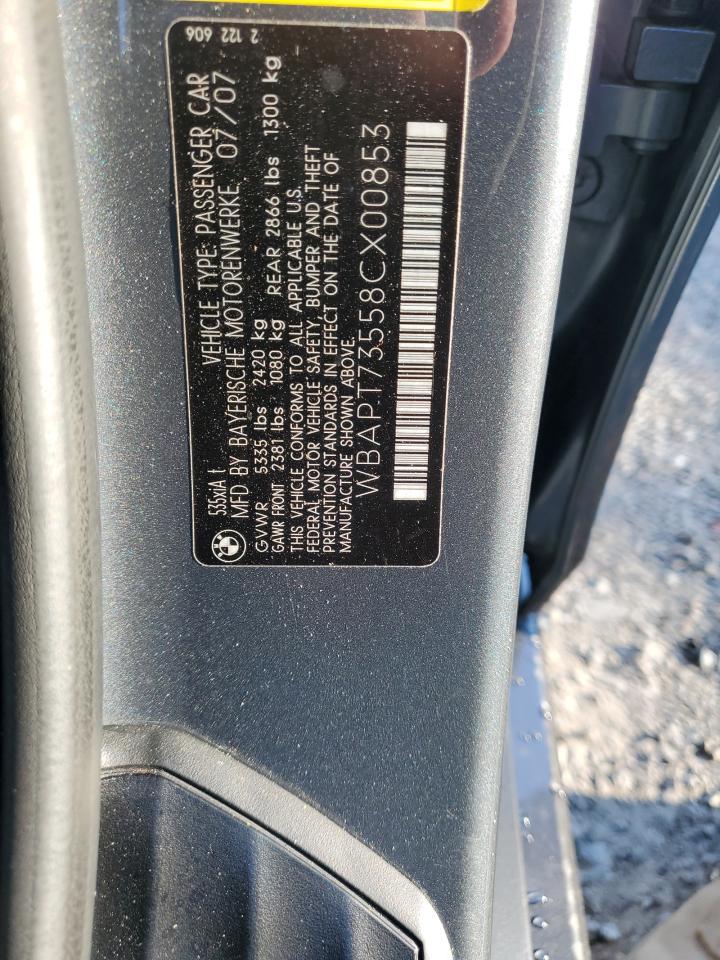 535xiA t VEHICLE TYPE: PASSENGER CAR 2 122 606
MFD BY BAYERISCHE MOTORENWERKE 07/07
GVWR 5335 lbs 2420 kg
GAWR FRONT 2381 lbs 1080 kg REAR 2866 lbs 1300 kg
THIS VEHICLE CONFORMS TO ALL APPLICABLE U.S.
FEDERAL MOTOR VEHICLE SAFETY, BUMPER AND THEFT
PREVENTION STANDARDS IN EFFECT ON THE DATE OF
MANUFACTURE SHOWN ABOVE.
WBAPT73558CX00853